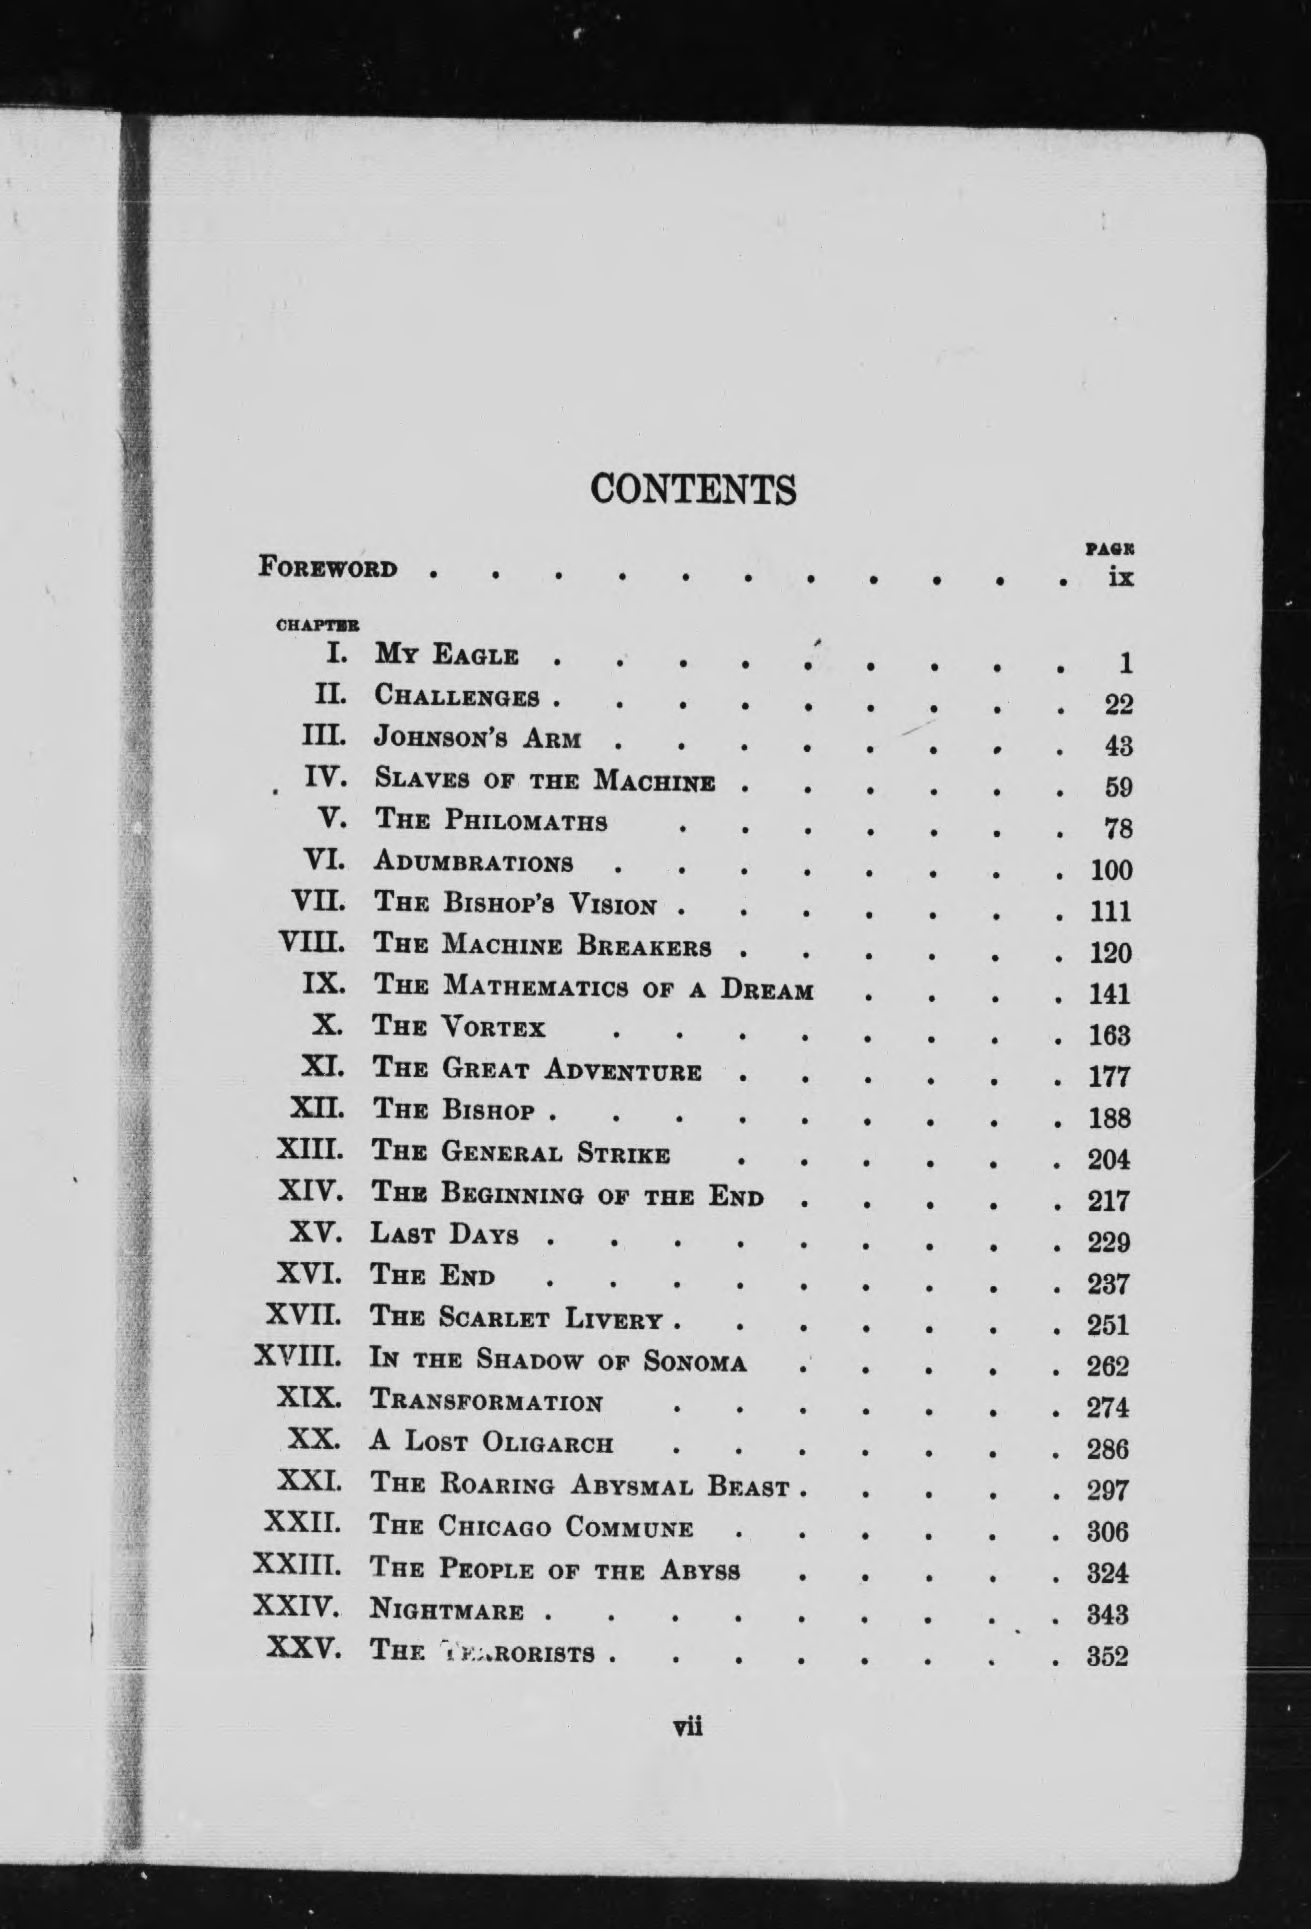 CONTENTS
PAGE
FOREWORD . . . . . . . . . . . ix
CHAPTER
I. MY EAGLE . . . . . . . . . 1
II. CHALLENGES . . . . . . . . . 22
III. JOHNSON'S ARM . . . . . . . . 43
IV. SLAVES OF THE MACHINE . . . . . . 59
V. THE PHILOMATHS . . . . . . . 78
VI. ADUMBRATIONS . . . . . . . . 100
VII. THE BISHOP'S VISION . . . . . . . 111
VIII. THE MACHINE BREAKERS . . . . . . 120
IX. THE MATHEMATICS OF A DREAM . . . . 141
X. THE VORTEX . . . . . . . . 163
XI. THE GREAT ADVENTURE . . . . . . 177
XII. THE BISHOP . . . . . . . . . 188
XIII. THE GENERAL STRIKE . . . . . . 204
XIV. THE BEGINNING OF THE END . . . . . 217
XV. LAST DAYS . . . . . . . . . 229
XVI. THE END . . . . . . . . . 237
XVII. THE SCARLET LIVERY . . . . . . . 251
XVIII. IN THE SHADOW OF SONOMA . . . . . 262
XIX. TRANSFORMATION . . . . . . . 274
XX. A LOST OLIGARCH . . . . . . . 286
XXI. THE ROARING ABYSMAL BEAST . . . . . 297
XXII. THE CHICAGO COMMUNE . . . . . . 306
XXIII. THE PEOPLE OF THE ABYSS . . . . . 324
XXIV. NIGHTMARE . . . . . . . . . 343
XXV. THE TERRORISTS . . . . . . . . 352
vii